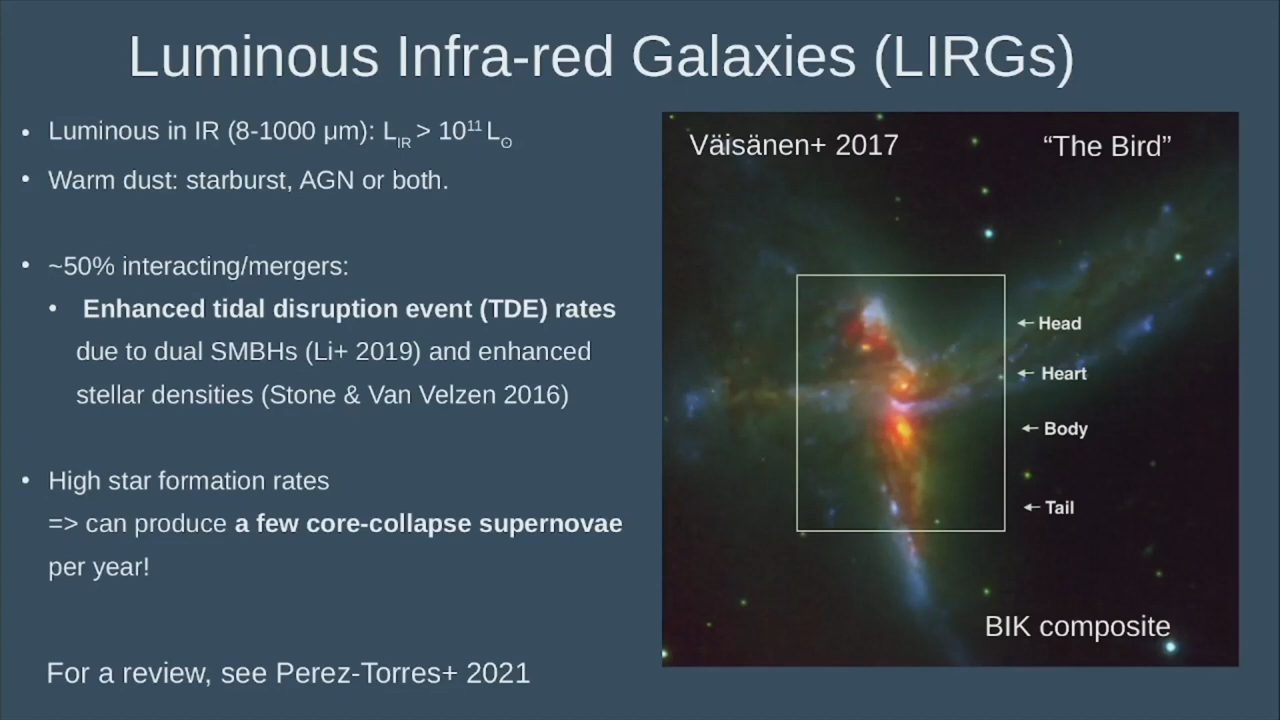 Luminous Infra-red Galaxies (LIRGs)
• Luminous in IR (8-1000 μm): L_IR > 10^11 L_⊙
• Warm dust: starburst, AGN or both.
• ~50% interacting/mergers:
• Enhanced tidal disruption event (TDE) rates
due to dual SMBHs (Li+ 2019) and enhanced
stellar densities (Stone & Van Velzen 2016)
• High star formation rates
=> can produce a few core-collapse supernovae
per year!
For a review, see Perez-Torres+ 2021
Väisänen+ 2017
“The Bird”
← Head
← Heart
← Body
← Tail
BIK composite